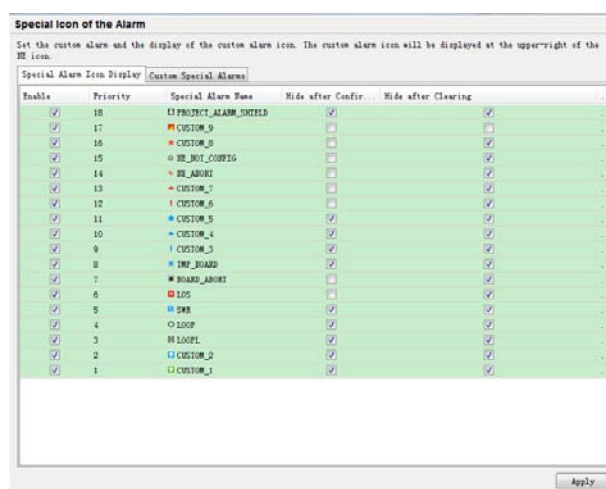 Special Icon of the Alarm
Set the custom alarm and the display of the custom alarm icon. The custom alarm icon will be displayed at the upper-right of the
NE icon.
Special Alarm Icon Display Custom Special Alarms
Enable Priority Special Alarm Name Hide after Confir... Hide after Clearing
18 PROJECT_ALARM_SHIELD
17 CUSTOM_9
16 CUSTOM_8
15 NE_NOT_CONFIG
14 NE_ABORT
13 CUSTOM_7
12 CUSTOM_6
11 CUSTOM_5
10 CUSTOM_4
9 CUSTOM_3
8 TMP_BOARD
7 BOARD_ABORT
6 LOS
5 SWR
4 LOOP
3 LOOPL
2 CUSTOM_2
1 CUSTOM_1
Apply